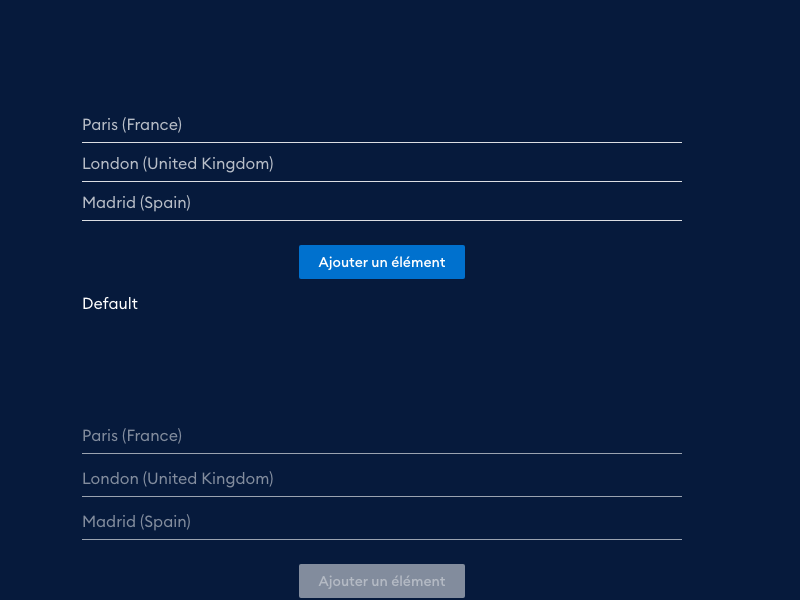 Paris (France)
London (United Kingdom)
Madrid (Spain)
Ajouter un élément
Default
Paris (France)
London (United Kingdom)
Madrid (Spain)
Ajouter un élément